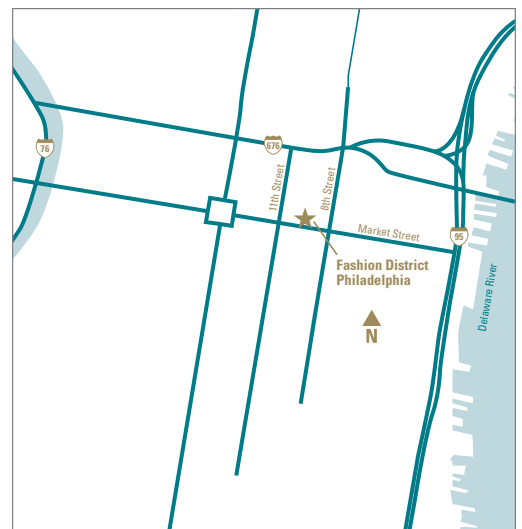 76
676
11th Street
8th Street
Market Street
95
Fashion District
Philadelphia
Delaware River
N